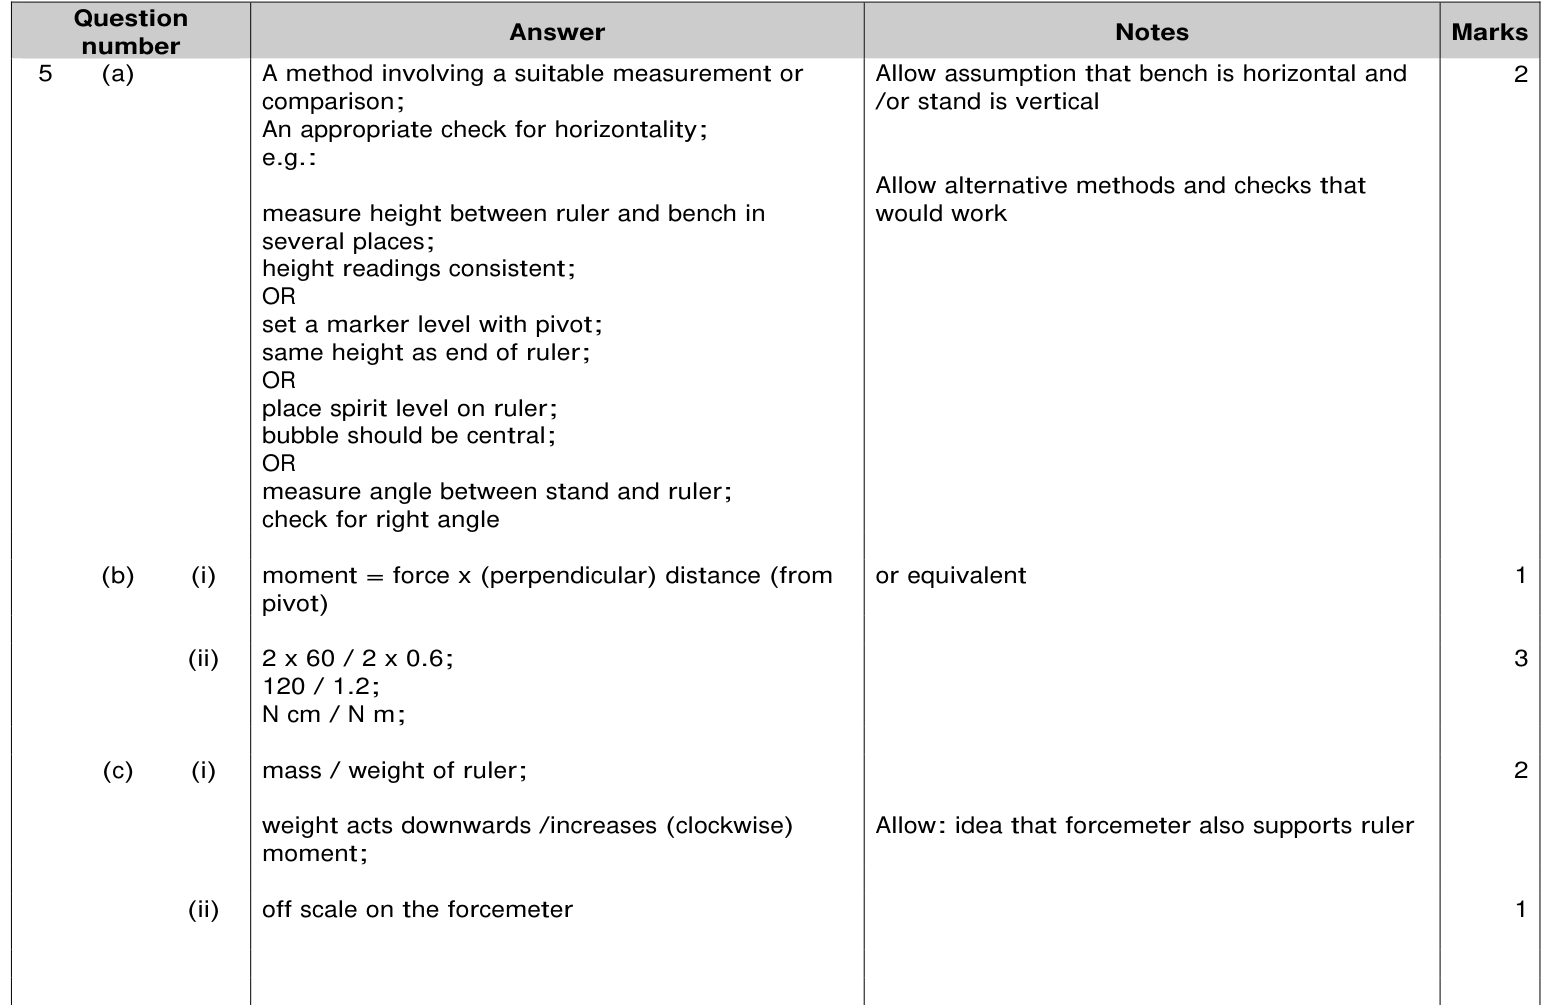 Question
number
Answer
Notes
Marks
5 (a) A method involving a suitable measurement or
comparison;
An appropriate check for horizontality;
e.g.:
Allow assumption that bench is horizontal and
/or stand is vertical
2
Allow alternative methods and checks that
would work
measure height between ruler and bench in
several places;
height readings consistent;
OR
set a marker level with pivot;
same height as end of ruler;
OR
place spirit level on ruler;
bubble should be central;
OR
measure angle between stand and ruler;
check for right angle
(b) (i) moment = force x (perpendicular) distance (from
pivot)
or equivalent
1
(ii) 2 x 60 / 2 x 0.6;
120 / 1.2;
N cm / N m;
3
(c) (i) mass / weight of ruler;
2
weight acts downwards /increases (clockwise)
moment;
Allow: idea that forcemeter also supports ruler
(ii) off scale on the forcemeter
1